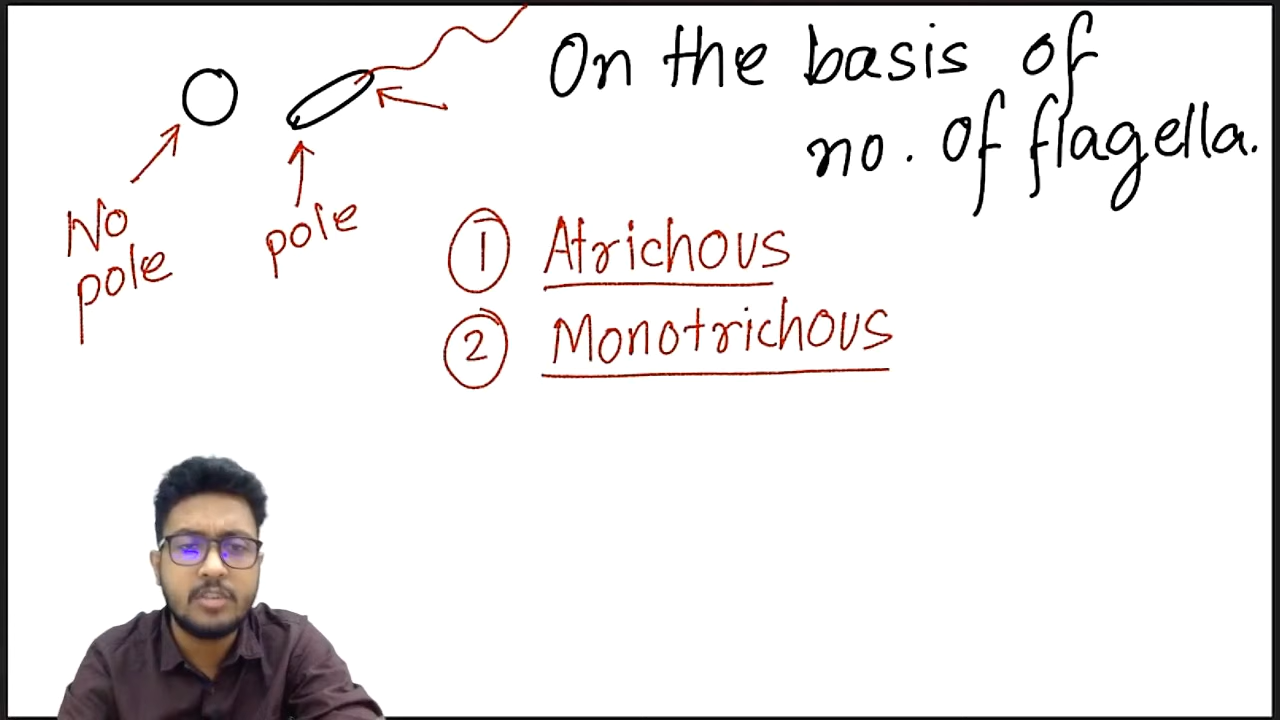 On the basis of
no. of flagella.
No
pole
pole
① Atrichous
② Monotrichous